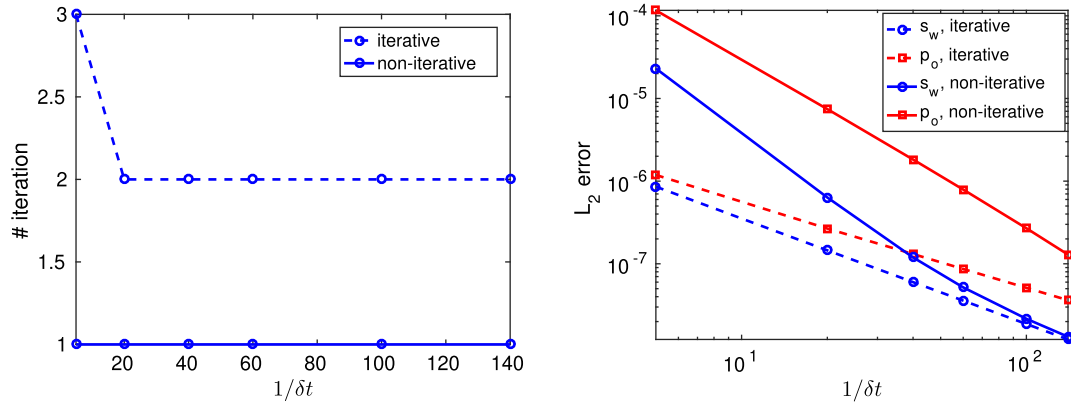 3
2.5
2
1.5
1
20
40
60
80
100
120
140
# iteration
1/δt
iterative
non-iterative
10^-4
10^-5
10^-6
10^-7
10^1
10^2
L_2 error
1/δt
s_w, iterative
p_o, iterative
s_w, non-iterative
p_o, non-iterative